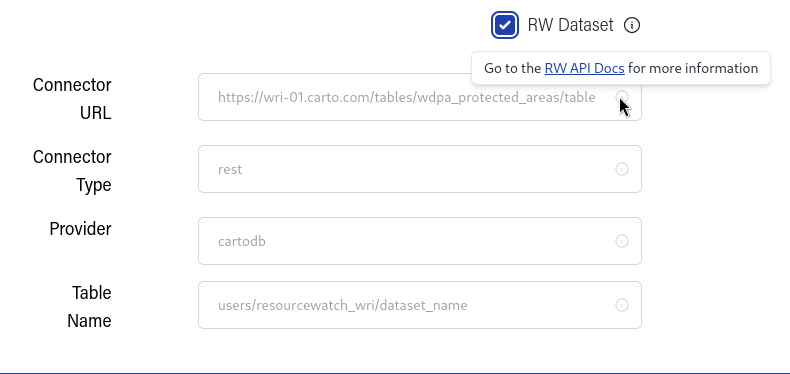 RW Dataset
Go to the RW API Docs for more information
Connector
URL
https://wri-01.carto.com/tables/wdpa_protected_areas/table
Connector
Type
rest
Provider
cartodb
Table
Name
users/resourcewatch_wri/dataset_name